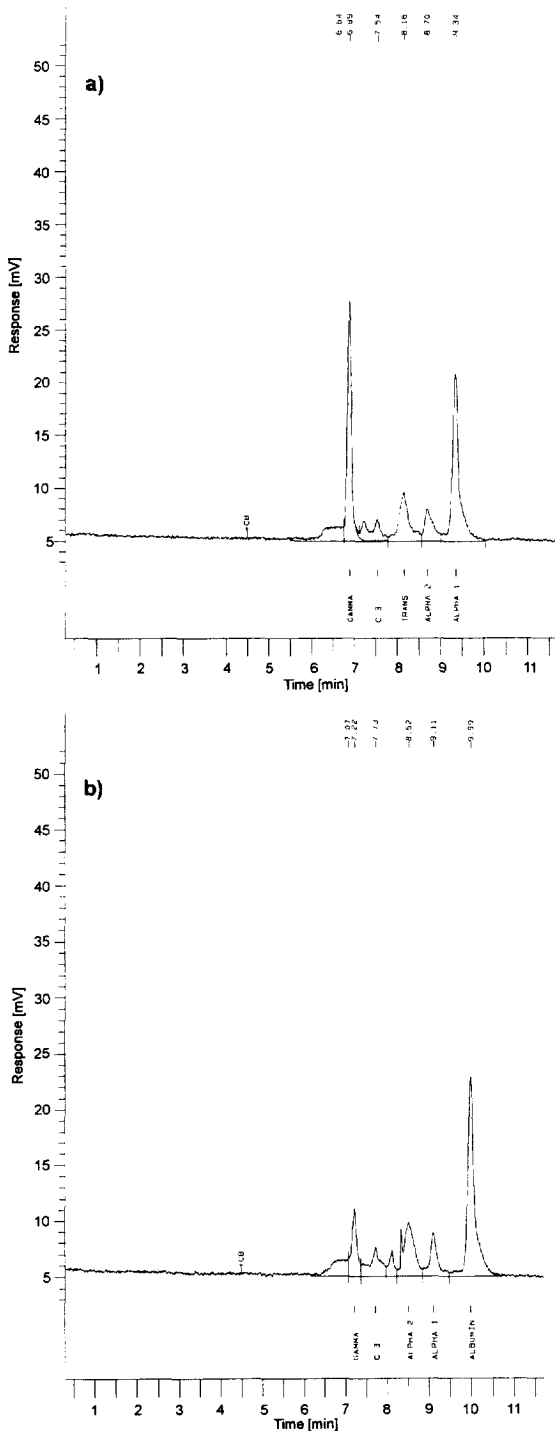 6.64
-6.89
-7.54
-8.16
8.70
-9.34
a)
50
45
40
35
30
25
20
15
10
5
Response [mV]
-CB
GAMMA
C 3
TRANS
ALPHA 2
ALPHA 1
1 2 3 4 5 6 7 8 9 10 11
Time [min]
-7.07
-7.22
-7.73
-8.52
-9.11
-9.99
b)
50
45
40
35
30
25
20
15
10
5
Response [mV]
-CB
GAMMA
C 3
ALPHA 2
ALPHA 1
ALBUMIN
1 2 3 4 5 6 7 8 9 10 11
Time [min]